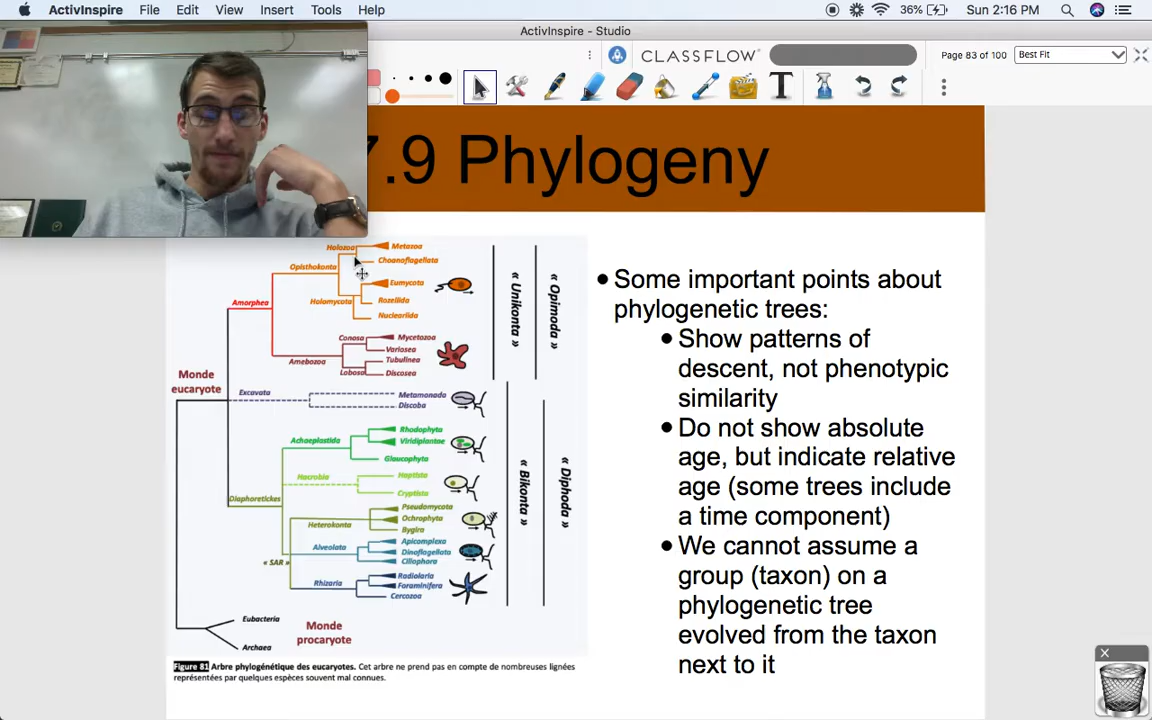 ActivInspire File Edit View Insert Tools Help 36% Sun 2:16 PM
ActivInspire - Studio
CLASSFLOW Page 83 of 100 Best Fit
.9 Phylogeny
Holozoa
Metazoa
Choanoflagellata
Opisthokonta
Eumycota
Holomycota
Rozellida
Nucleariida
Amorphea
Conosa
Mycetozoa
Variosea
Amebozoa
Tubulinea
Lobosa
Discosea
« Unikonta »
« Opimoda »
Monde
eucaryote
Excavata
Metamonada
Discoba
Achaeplastida
Rhodophyta
Viridiplantae
Glaucophyta
Hacrobia
Haptista
Cryptista
Diaphoretickes
Heterokonta
Pseudomycota
Ochrophyta
Bygira
Alveolata
Apicomplexa
Dinoflagellata
Ciliophora
« SAR »
Rhizaria
Radiolaria
Foraminifera
Cercozoa
« Bikonta »
« Diphoda »
Eubacteria
Archaea
Monde
procaryote
Figure 81 Arbre phylogénétique des eucaryotes. Cet arbre ne prend pas en compte de nombreuses lignées
représentées par quelques espèces souvent mal connues.
• Some important points about
phylogenetic trees:
• Show patterns of
descent, not phenotypic
similarity
• Do not show absolute
age, but indicate relative
age (some trees include
a time component)
• We cannot assume a
group (taxon) on a
phylogenetic tree
evolved from the taxon
next to it